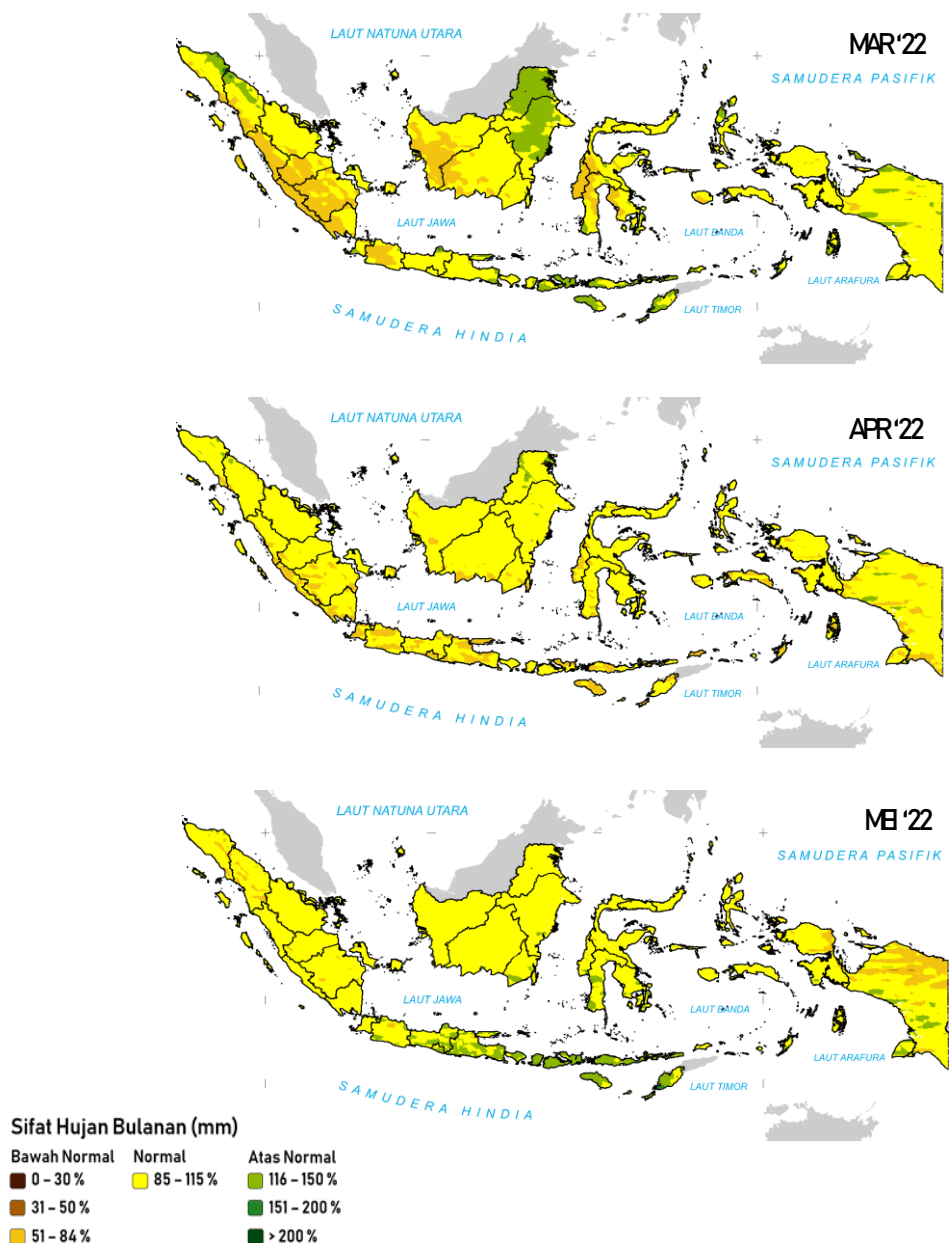 LAUT NATUNA UTARA
MAR '22
SAMUDERA PASIFIK
LAUT JAWA
LAUT BANDA
LAUT ARAFURA
SAMUDERA HINDIA
LAUT TIMOR
LAUT NATUNA UTARA
APR '22
SAMUDERA PASIFIK
LAUT JAWA
LAUT BANDA
LAUT ARAFURA
SAMUDERA HINDIA
LAUT TIMOR
LAUT NATUNA UTARA
MEI '22
SAMUDERA PASIFIK
LAUT JAWA
LAUT BANDA
LAUT ARAFURA
SAMUDERA HINDIA
LAUT TIMOR
Sifat Hujan Bulanan (mm)
Bawah Normal Normal Atas Normal
0 – 30 % 85 – 115 % 116 – 150 %
31 – 50 % 151 – 200 %
51 – 84 % > 200 %